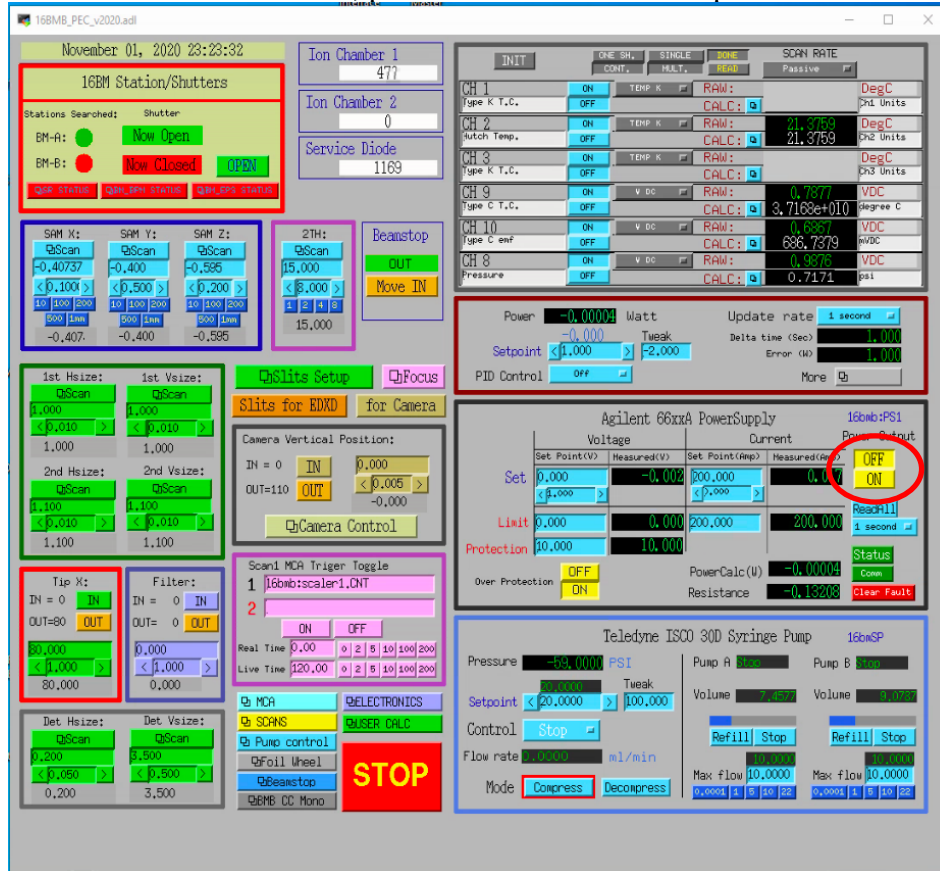 16BMB_PEC_v2020.adl
November 01, 2020 23:23:32
16BM Station/Shutters
Stations Searched: Shutter
BM-A: Now Open
BM-B: Now Closed OPEN
SR STATUS BM_BPM STATUS BM_EPS STATUS
Ion Chamber 1
477
Ion Chamber 2
0
Service Diode
1169
INIT ONE SH. SINGLE DONE SCAN RATE
CONT. MULT. READ Passive
CH 1 ON TEMP K RAW: DegC
Type K T.C. OFF CALC: Ch1 Units
CH 2 ON TEMP K RAW: 21.3759 DegC
Hutch Temp. OFF CALC: 21.3759 Ch2 Units
CH 3 ON TEMP K RAW: DegC
Type K T.C. OFF CALC: Ch3 Units
CH 9 ON V DC RAW: 0.7877 VDC
Type C T.C. OFF CALC: 3.7168e+010 degree C
CH 10 ON V DC RAW: 0.6867 VDC
Type C emf OFF CALC: 686.7379 mVDC
CH 8 ON V DC RAW: 0.9876 VDC
Pressure OFF CALC: 0.7171 psi
SAM X: SAM Y: SAM Z:
Scan Scan Scan
-0.40737 -0.400 -0.595
< 0.100 > < 0.500 > < 0.200 >
10 100 200 10 100 200 10 100 200
500 1mm 500 1mm 500 1mm
-0.407 -0.400 -0.595
2TH:
Scan
15.000
< 8.000 >
1 2 4 8
15.000
Beamstop
OUT
Move IN
Power -0.00004 Watt Update rate 1 second
-0.000 Tweak Delta time (Sec) 1.000
Setpoint < 1.000 > -2.000 Error (W) 1.000
PID Control Off More
1st Hsize: 1st Vsize:
Scan Scan
1.000 1.000
< 0.010 > < 0.010 >
1.000 1.000
2nd Hsize: 2nd Vsize:
Scan Scan
1.100 1.100
< 0.010 > < 0.010 >
1.100 1.100
Slits Setup Focus
Slits for EDXD for Camera
Camera Vertical Position:
IN = 0 IN 0.000
OUT=110 OUT < 0.005 >
-0.000
Camera Control
Agilent 66xxA PowerSupply 16bmb:PS1
Voltage Current Power Output
Set Point(V) Measured(V) Set Point(Amp) Measured(Amp) OFF
Set 0.000 -0.002 200.000 ON
ReadAll
Limit 0.000 0.000 200.000 200.000 1 second
Protection 10.000 10.000
Status
Over Protection OFF PowerCalc(W) -0.00004 Comm
ON Resistance -0.13208 Clear Fault
Tip X:
IN = 0 IN
OUT=80 OUT
80.000
< 1.000 >
80.000
Filter:
IN = 0 IN
OUT= 0 OUT
0.000
< 1.000 >
0.000
Scan1 MCA Triger Toggle
1 16bmb:scaler1.CNT
2
ON OFF
Real Time 0.00 0 2 5 10 100 200
Live Time 120.00 0 2 5 10 100 200
Teledyne ISCO 30D Syringe Pump 16bmSP
Pressure -59.0000 PSI Pump A Stop Pump B Stop
20.0000 Tweak
Setpoint < 20.0000 > 100.000 Volume 7.4577 Volume 9.0787
Control Stop Refill Stop Refill Stop
Flow rate 0.0000 ml/min 10.0000 10.0000
Max flow 10.0000 Max flow 10.0000
Mode Compress Decompress 0.0001 1 5 10 22 0.0001 1 5 10 22
Det Hsize: Det Vsize:
Scan Scan
0.200 3.500
< 0.050 > < 0.500 >
0.200 3.500
MCA ELECTRONICS
SCANS USER CALC
Pump control
Foil Wheel
Beamstop
BMB CC Mono
STOP